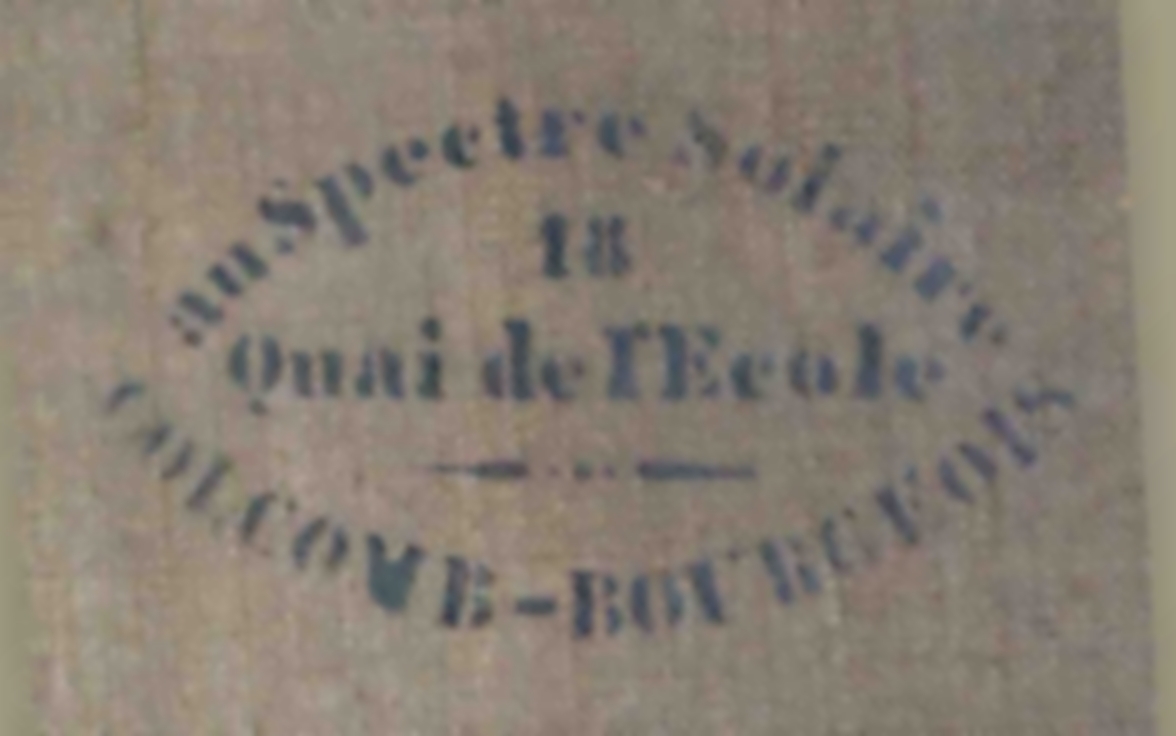 au Spectre Solaire
18
Quai de l'Ecole
COLCOMB-BOURGEOIS